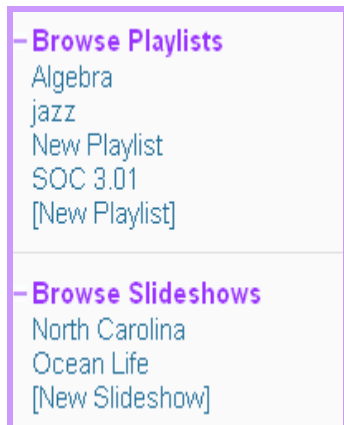 – Browse Playlists
Algebra
jazz
New Playlist
SOC 3.01
[New Playlist]
– Browse Slideshows
North Carolina
Ocean Life
[New Slideshow]